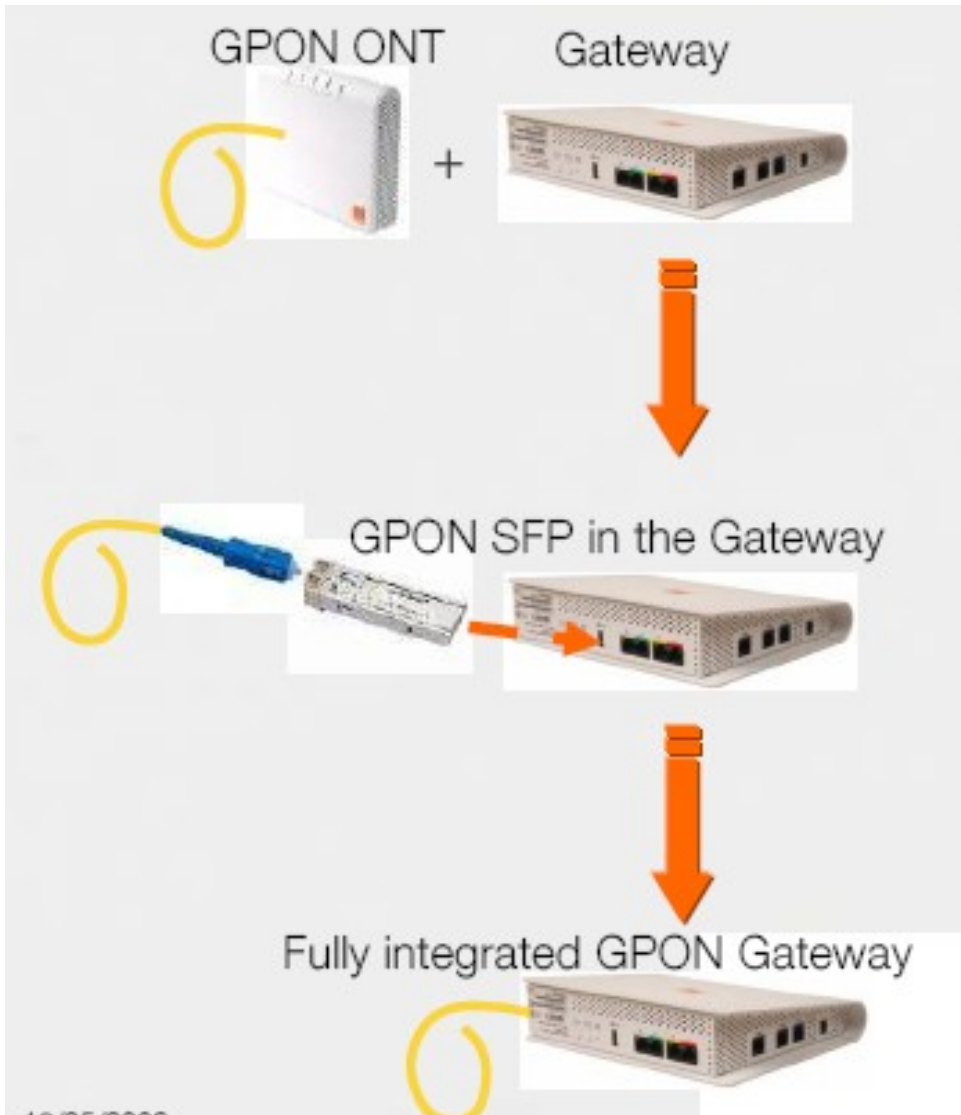 GPON ONT
Gateway
+
GPON SFP in the Gateway
Fully integrated GPON Gateway